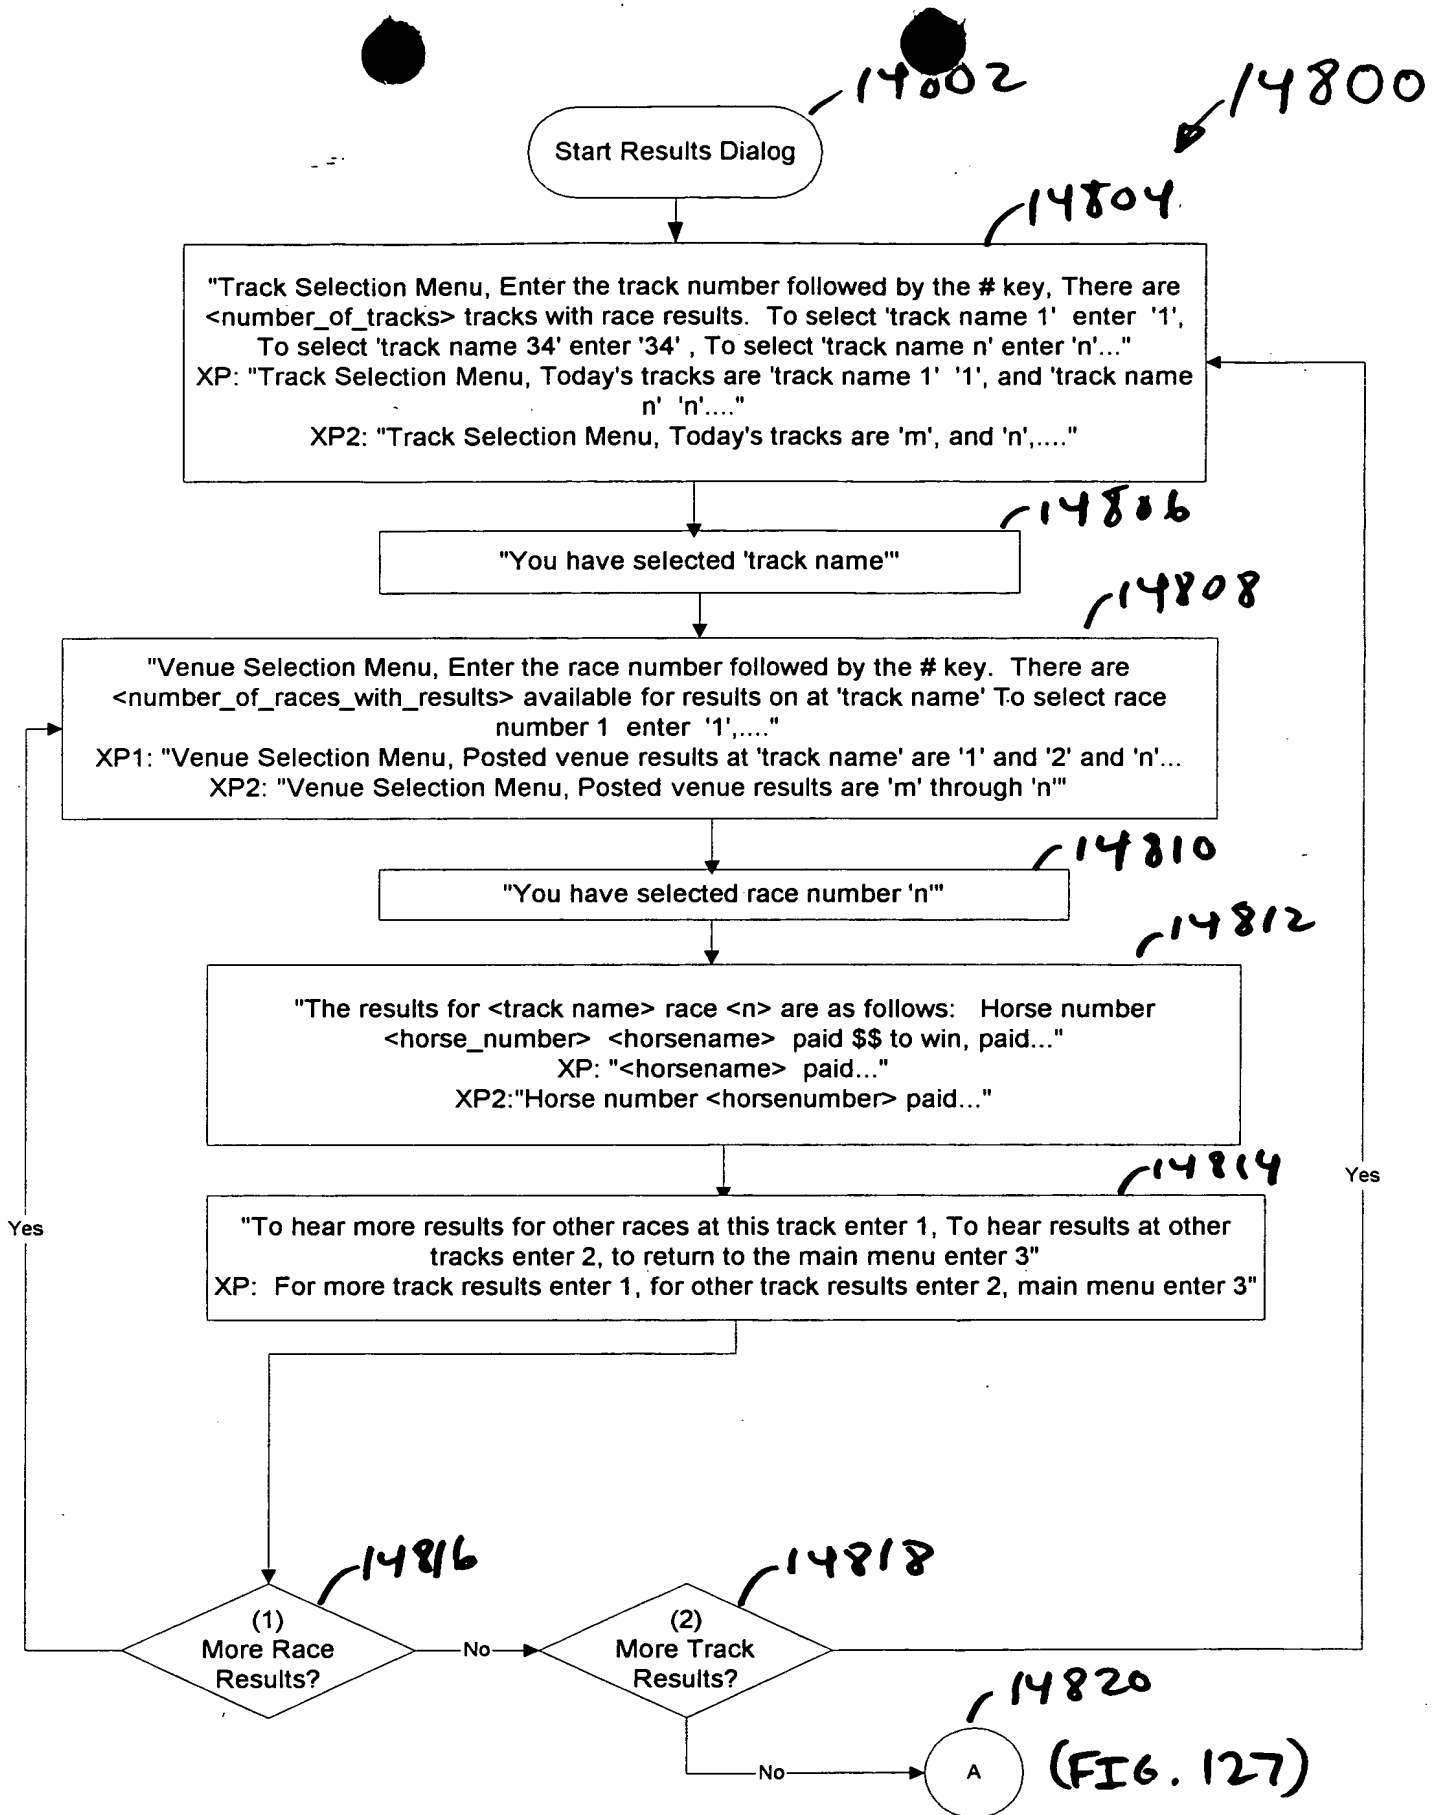 14802
14800
Start Results Dialog
14804
"Track Selection Menu, Enter the track number followed by the # key, There are
<number_of_tracks> tracks with race results. To select 'track name 1' enter '1',
To select 'track name 34' enter '34' , To select 'track name n' enter 'n'..."
XP: "Track Selection Menu, Today's tracks are 'track name 1' '1', and 'track name
n' 'n'...."
XP2: "Track Selection Menu, Today's tracks are 'm', and 'n',...."
14806
"You have selected 'track name'"
14808
"Venue Selection Menu, Enter the race number followed by the # key. There are
<number_of_races_with_results> available for results on at 'track name' To select race
number 1 enter '1',...."
XP1: "Venue Selection Menu, Posted venue results at 'track name' are '1' and '2' and 'n'...
XP2: "Venue Selection Menu, Posted venue results are 'm' through 'n'"
14810
"You have selected race number 'n'"
14812
"The results for <track name> race <n> are as follows: Horse number
<horse_number> <horsename> paid $$ to win, paid..."
XP: "<horsename> paid..."
XP2:"Horse number <horsenumber> paid..."
14814
Yes
"To hear more results for other races at this track enter 1, To hear results at other
tracks enter 2, to return to the main menu enter 3"
XP: For more track results enter 1, for other track results enter 2, main menu enter 3"
Yes
14816
14818
(1)
More Race
Results?
No
(2)
More Track
Results?
14820
No
A
(FIG. 127)